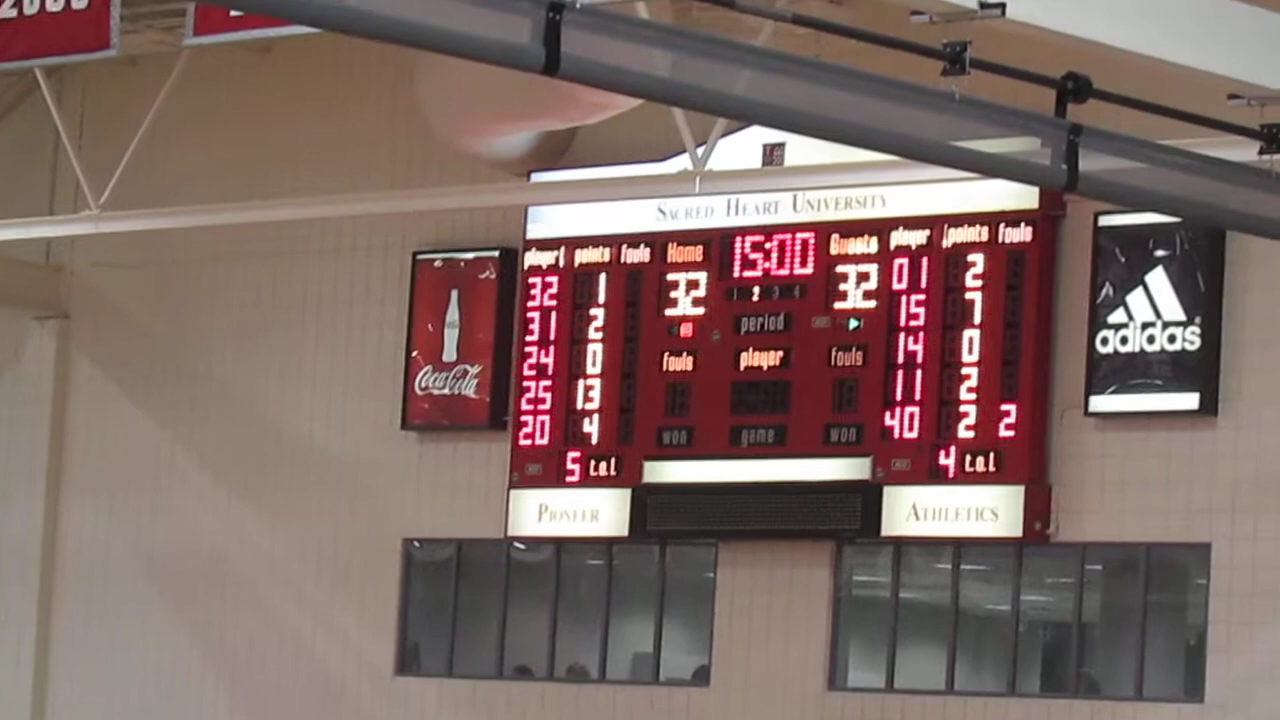 2000
SACRED HEART UNIVERSITY
player points fouls Home 15:00 Guests player points fouls
32 1 32 1 2 3 4 32 01 2
31 2 period 15 7
24 0 fouls player fouls 14 0
25 13 11 2
20 4 won game won 40 2 2
5 t.o.l 4 t.o.l
PIONEER ATHLETICS
Coca-Cola
adidas